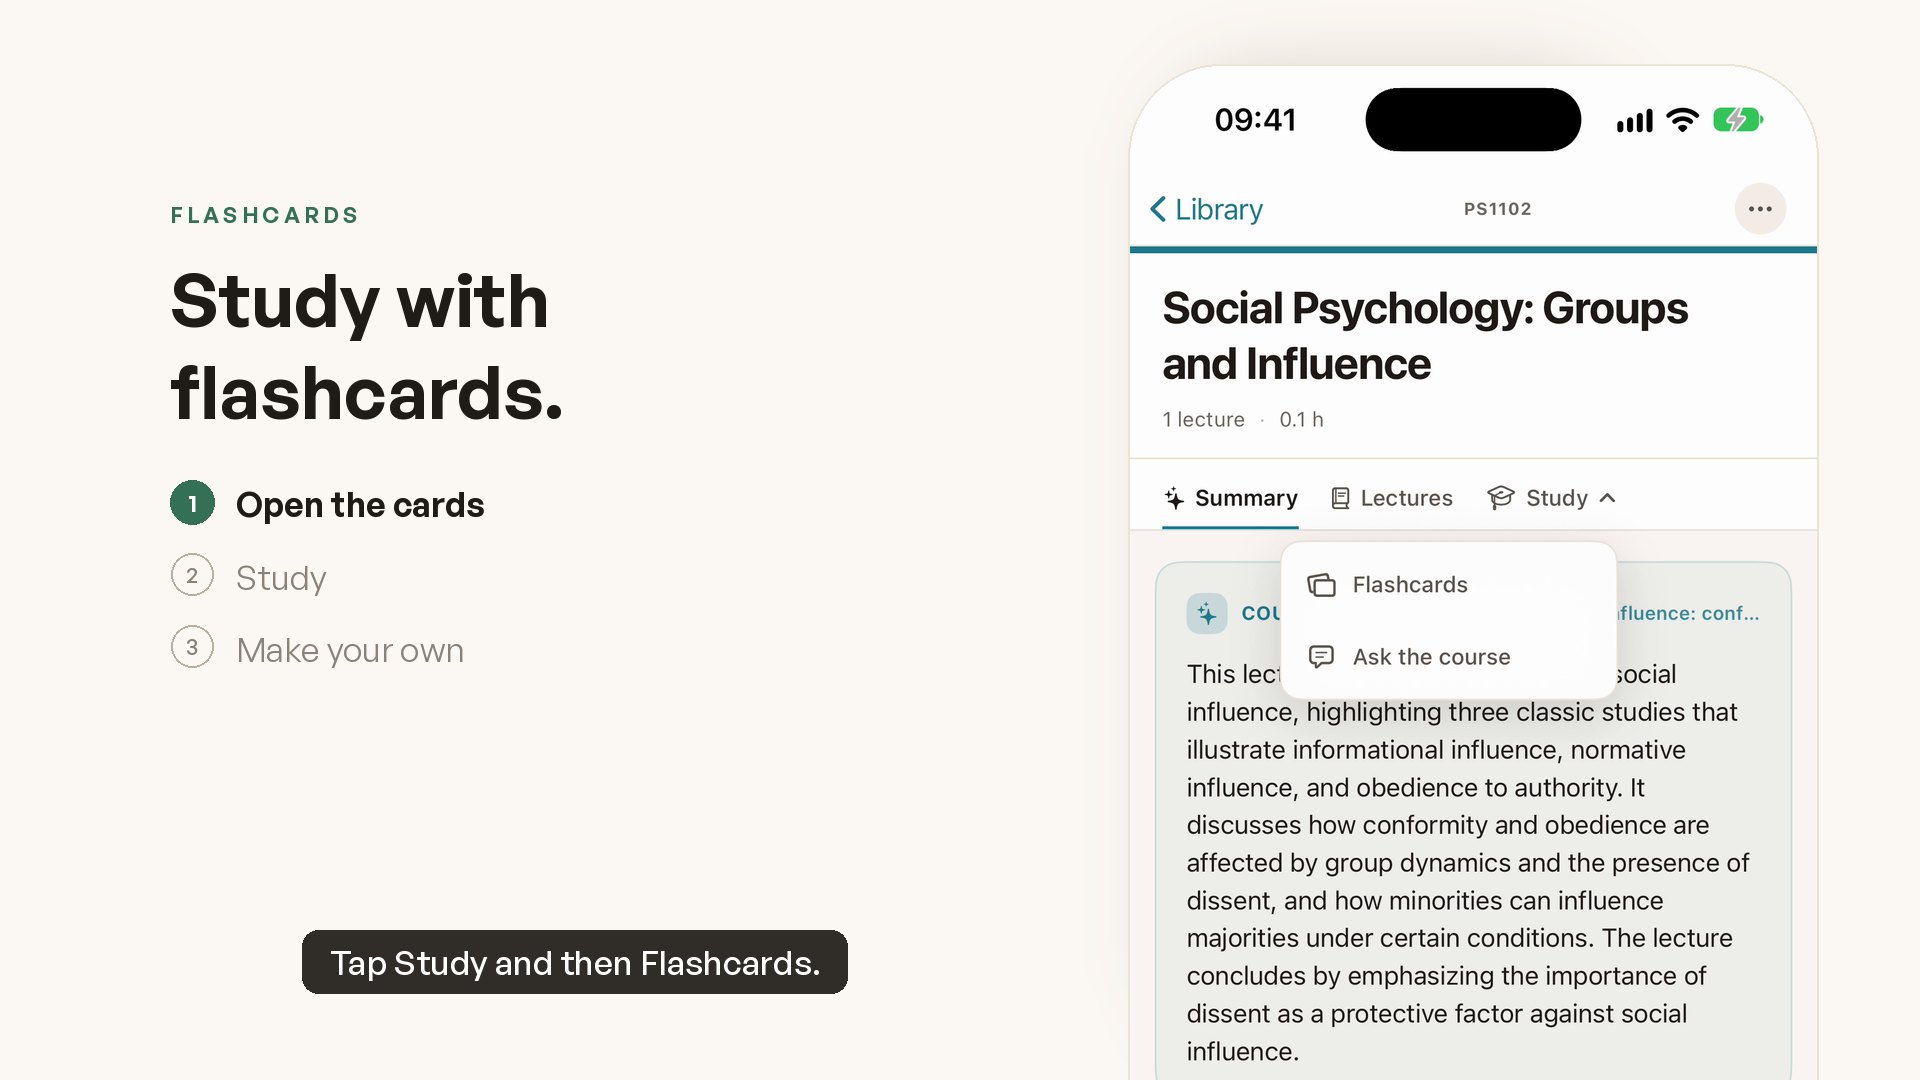 FLASHCARDS
Study with
flashcards.
1 Open the cards
2 Study
3 Make your own
Tap Study and then Flashcards.
09:41
Library
PS1102
Social Psychology: Groups
and Influence
1 lecture · 0.1 h
Summary Lectures Study
Flashcards
Ask the course
conf...
This social
influence, highlighting three classic studies that
illustrate informational influence, normative
influence, and obedience to authority. It
discusses how conformity and obedience are
affected by group dynamics and the presence of
dissent, and how minorities can influence
majorities under certain conditions. The lecture
concludes by emphasizing the importance of
dissent as a protective factor against social
influence.